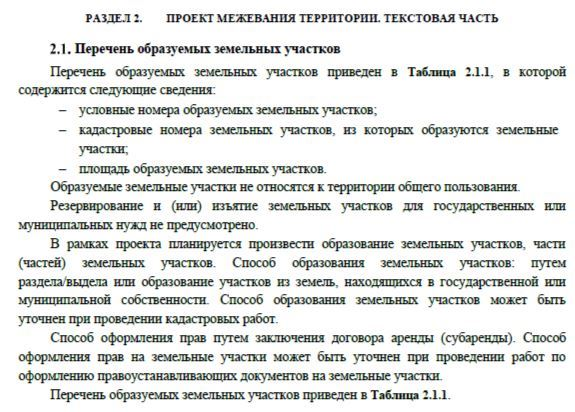 РАЗДЕЛ 2. ПРОЕКТ МЕЖЕВАНИЯ ТЕРРИТОРИИ. ТЕКСТОВАЯ ЧАСТЬ
2.1. Перечень образуемых земельных участков
Перечень образуемых земельных участков приведен в Таблица 2.1.1, в которой
содержится следующие сведения:
– условные номера образуемых земельных участков;
– кадастровые номера земельных участков, из которых образуются земельные
участки;
– площадь образуемых земельных участков.
Образуемые земельные участки не относятся к территории общего пользования.
Резервирование и (или) изъятие земельных участков для государственных или
муниципальных нужд не предусмотрено.
В рамках проекта планируется произвести образование земельных участков, части
(частей) земельных участков. Способ образования земельных участков: путем
раздела/выдела или образование участков из земель, находящихся в государственной или
муниципальной собственности. Способ образования земельных участков может быть
уточнен при проведении кадастровых работ.
Способ оформления прав путем заключения договора аренды (субаренды). Способ
оформления прав на земельные участки может быть уточнен при проведении работ по
оформлению правоустанавливающих документов на земельные участки.
Перечень образуемых земельных участков приведен в Таблица 2.1.1.